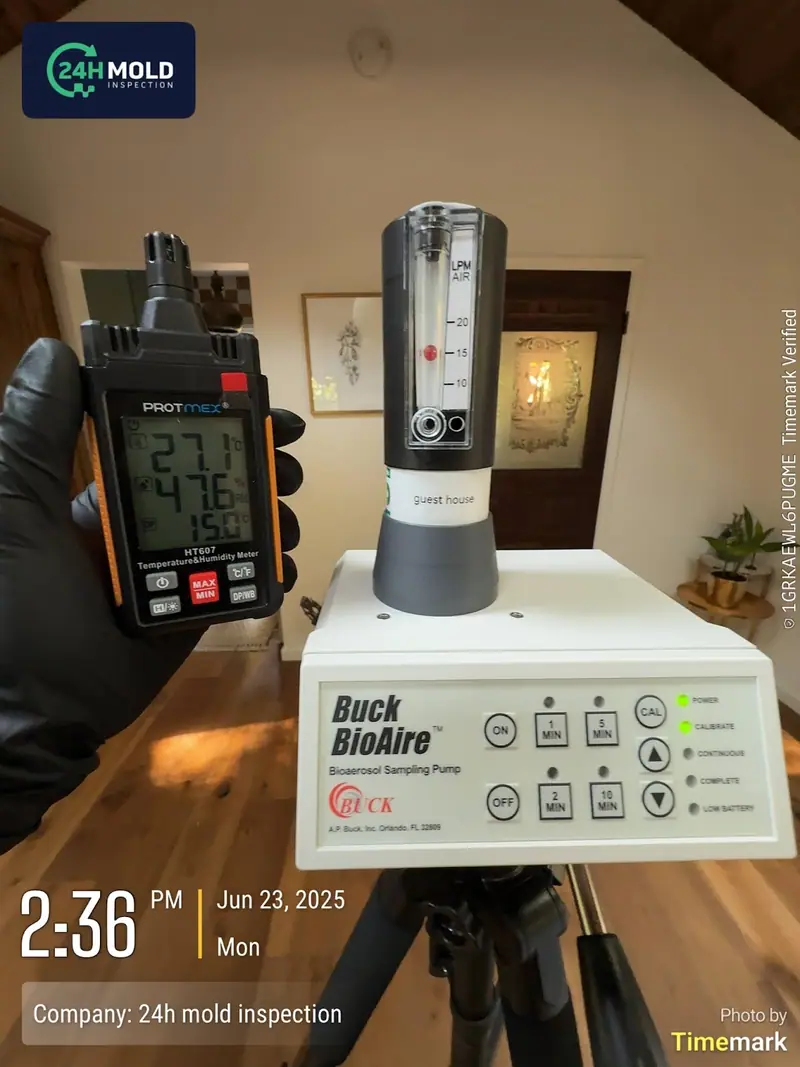 24H MOLD
INSPECTION
LPM
AIR
20
15
10
PROTMEX®
27.1 °C
47.6 %
15.0 °C
HT607
Temperature&Humidity Meter
MAX
MIN
°C/°F
DP/WB
guest house
Buck
BioAire™
Bioaerosol Sampling Pump
BUCK
A.P. Buck, Inc. Orlando, FL 32809
ON
1
MIN
5
MIN
CAL
OFF
2
MIN
10
MIN
POWER
CALIBRATE
CONTINUOUS
COMPLETE
LOW BATTERY
2:36 PM
Jun 23, 2025
Mon
Company: 24h mold inspection
Photo by
Timemark
© 1GRKAEWL6PUGME Timemark Verified